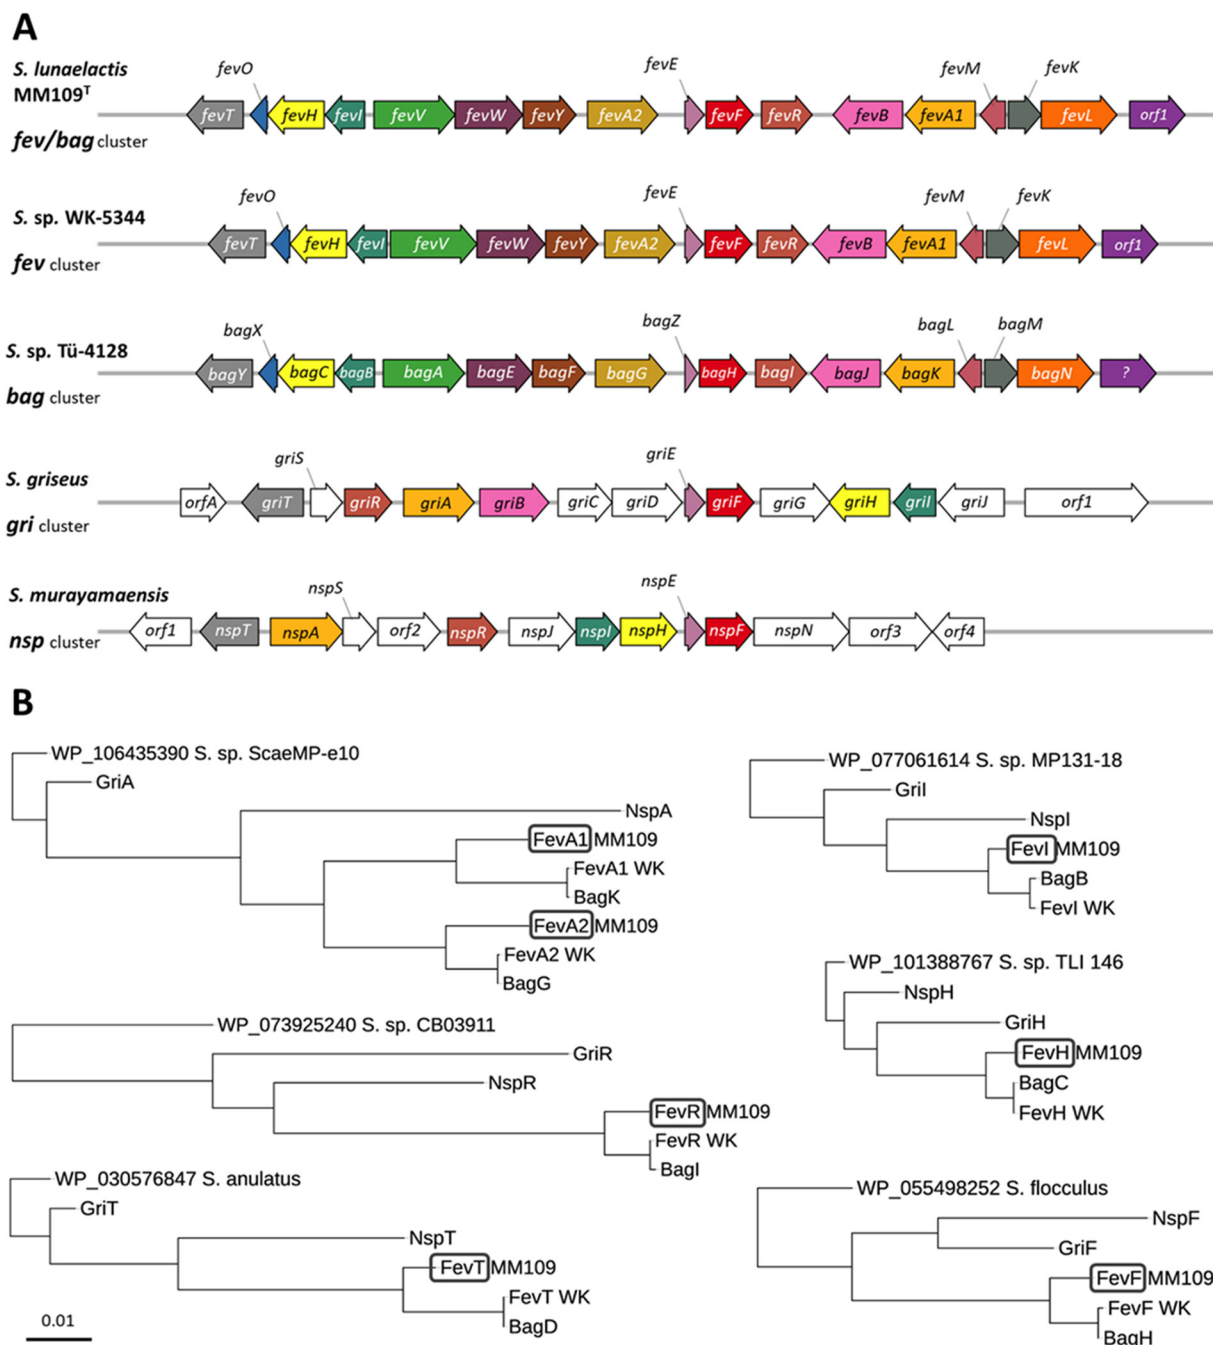 A
S. lunaelactis
MM109T
fev/bag cluster
fevO
fevE
fevM
fevK
fevT
fevH
fevI
fevV
fevW
fevY
fevA2
fevF
fevR
fevB
fevA1
fevL
orf1
S. sp. WK-5344
fev cluster
fevO
fevE
fevM
fevK
fevT
fevH
fevI
fevV
fevW
fevY
fevA2
fevF
fevR
fevB
fevA1
fevL
orf1
S. sp. Tü-4128
bag cluster
bagX
bagZ
bagL
bagM
bagY
bagC
bagB
bagA
bagE
bagF
bagG
bagH
bagI
bagJ
bagK
bagN
?
S. griseus
gri cluster
griS
griE
orfA
griT
griR
griA
griB
griC
griD
griF
griG
griH
griI
griJ
orf1
S. murayamaensis
nsp cluster
nspS
nspE
orf1
nspT
nspA
orf2
nspR
nspJ
nspI
nspH
nspF
nspN
orf3
orf4
B
WP_106435390 S. sp. ScaeMP-e10
GriA
NspA
FevA1 MM109
FevA1 WK
BagK
FevA2 MM109
FevA2 WK
BagG
WP_073925240 S. sp. CB03911
GriR
NspR
FevR MM109
FevR WK
BagI
WP_030576847 S. anulatus
GriT
NspT
FevT MM109
FevT WK
BagD
0.01
WP_077061614 S. sp. MP131-18
GriI
NspI
FevI MM109
BagB
FevI WK
WP_101388767 S. sp. TLI 146
NspH
GriH
FevH MM109
BagC
FevH WK
WP_055498252 S. flocculus
NspF
GriF
FevF MM109
FevF WK
BagH